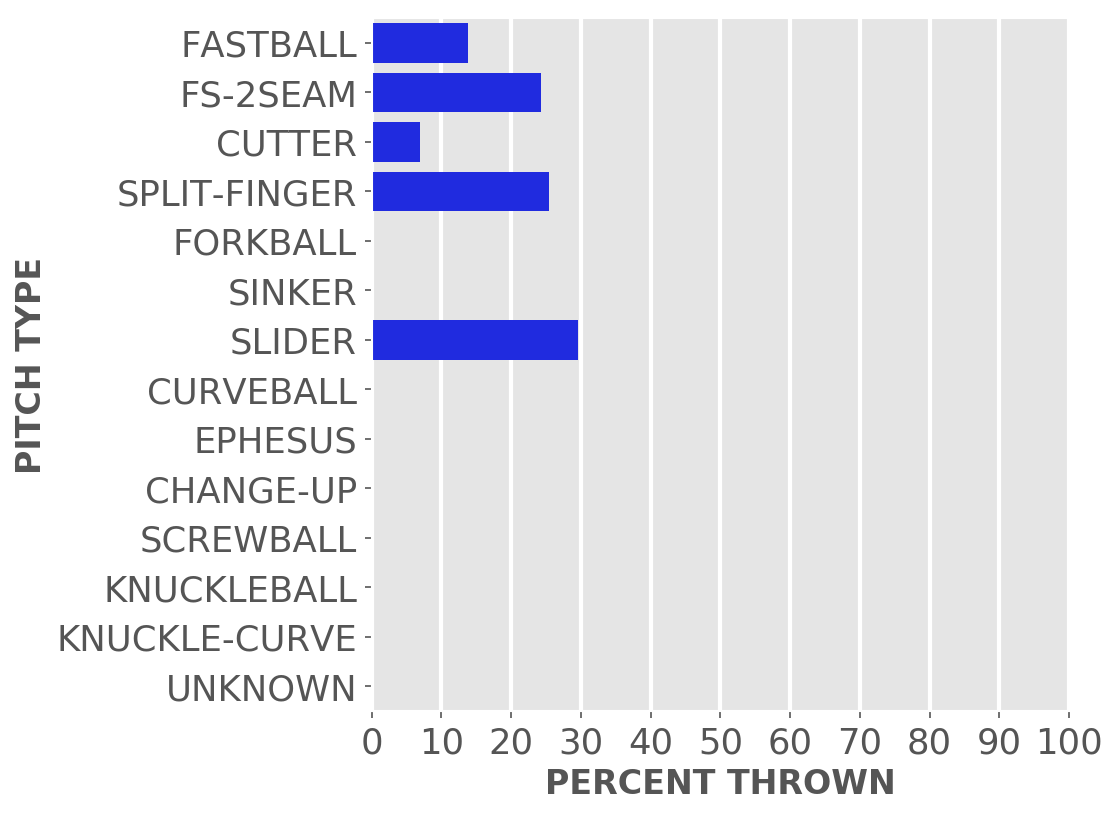 FASTBALL
FS-2SEAM
CUTTER
SPLIT-FINGER
FORKBALL
SINKER
SLIDER
CURVEBALL
EPHESUS
CHANGE-UP
SCREWBALL
KNUCKLEBALL
KNUCKLE-CURVE
UNKNOWN
PITCH TYPE
0 10 20 30 40 50 60 70 80 90 100
PERCENT THROWN